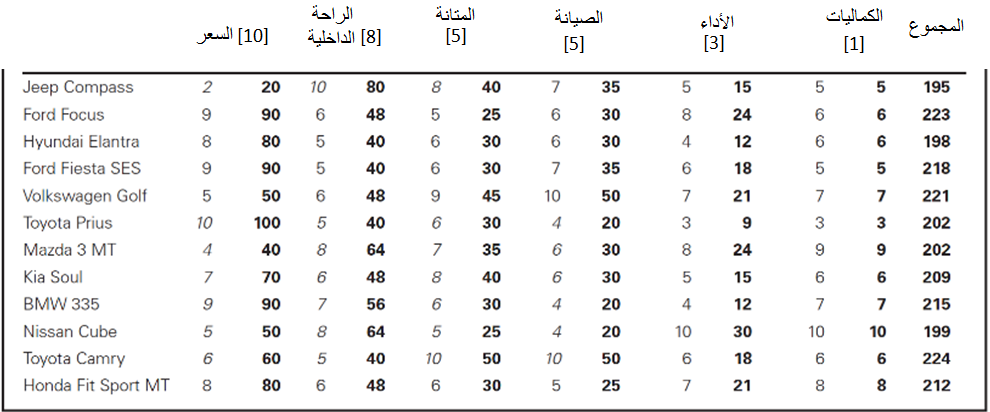 السعر [10] الراحة الداخلية [8] المتانة [5] الصيانة [5] الأداء [3] الكماليات [1] المجموع
Jeep Compass 2 20 10 80 8 40 7 35 5 15 5 5 195
Ford Focus 9 90 6 48 5 25 6 30 8 24 6 6 223
Hyundai Elantra 8 80 5 40 6 30 6 30 4 12 6 6 198
Ford Fiesta SES 9 90 5 40 6 30 7 35 6 18 5 5 218
Volkswagen Golf 5 50 6 48 9 45 10 50 7 21 7 7 221
Toyota Prius 10 100 5 40 6 30 4 20 3 9 3 3 202
Mazda 3 MT 4 40 8 64 7 35 6 30 8 24 9 9 202
Kia Soul 7 70 6 48 8 40 6 30 5 15 6 6 209
BMW 335 9 90 7 56 6 30 4 20 4 12 7 7 215
Nissan Cube 5 50 8 64 5 25 4 20 10 30 10 10 199
Toyota Camry 6 60 5 40 10 50 10 50 6 18 6 6 224
Honda Fit Sport MT 8 80 6 48 6 30 5 25 7 21 8 8 212